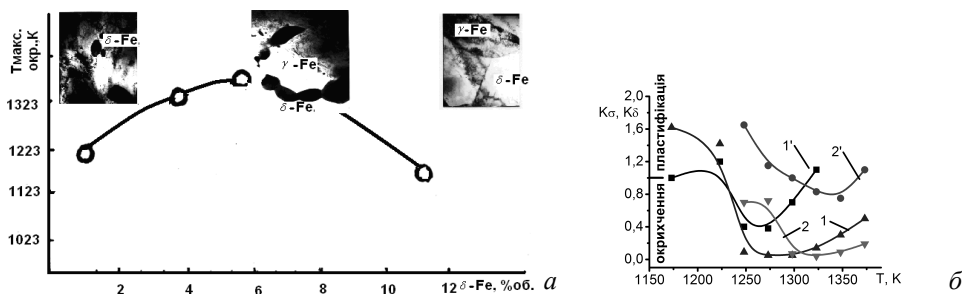 Тмакс.
окр.,К
δ-Fe.
γ-Fe
δ-Fe.
γ-Fe
δ-Fe
1323
1223
1123
1023
2 4 6 8 10 12 δ-Fe, %об.
а
Kσ, Kδ
2,0
1,6
1,2
0,8
0,4
0,0
окрихчення
пластифікація
1'
2'
1
2
1150 1200 1250 1300 1350
T, K
б